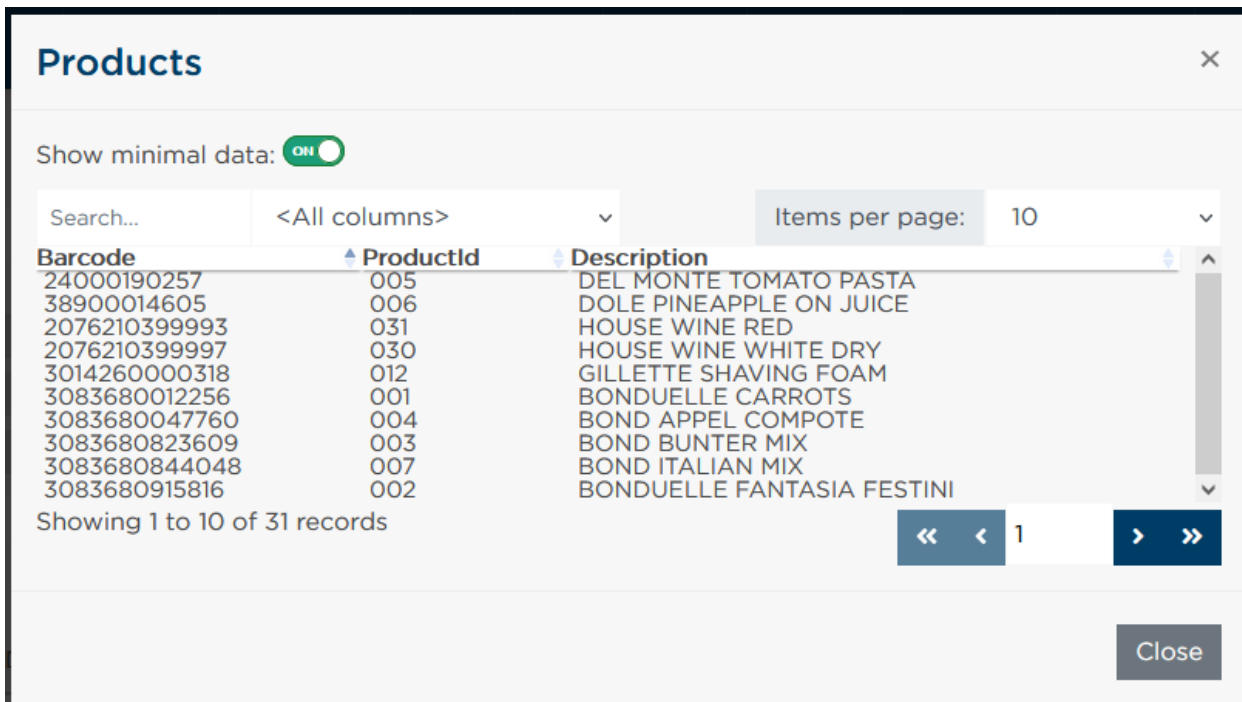 Products
×
Show minimal data: ON
Search... <All columns> Items per page: 10
Barcode ProductId Description
24000190257 005 DEL MONTE TOMATO PASTA
38900014605 006 DOLE PINEAPPLE ON JUICE
2076210399993 031 HOUSE WINE RED
2076210399997 030 HOUSE WINE WHITE DRY
3014260000318 012 GILLETTE SHAVING FOAM
3083680012256 001 BONDUELLE CARROTS
3083680047760 004 BOND APPEL COMPOTE
3083680823609 003 BOND BUNTER MIX
3083680844048 007 BOND ITALIAN MIX
3083680915816 002 BONDUELLE FANTASIA FESTINI
Showing 1 to 10 of 31 records
« ‹ 1 › »
Close